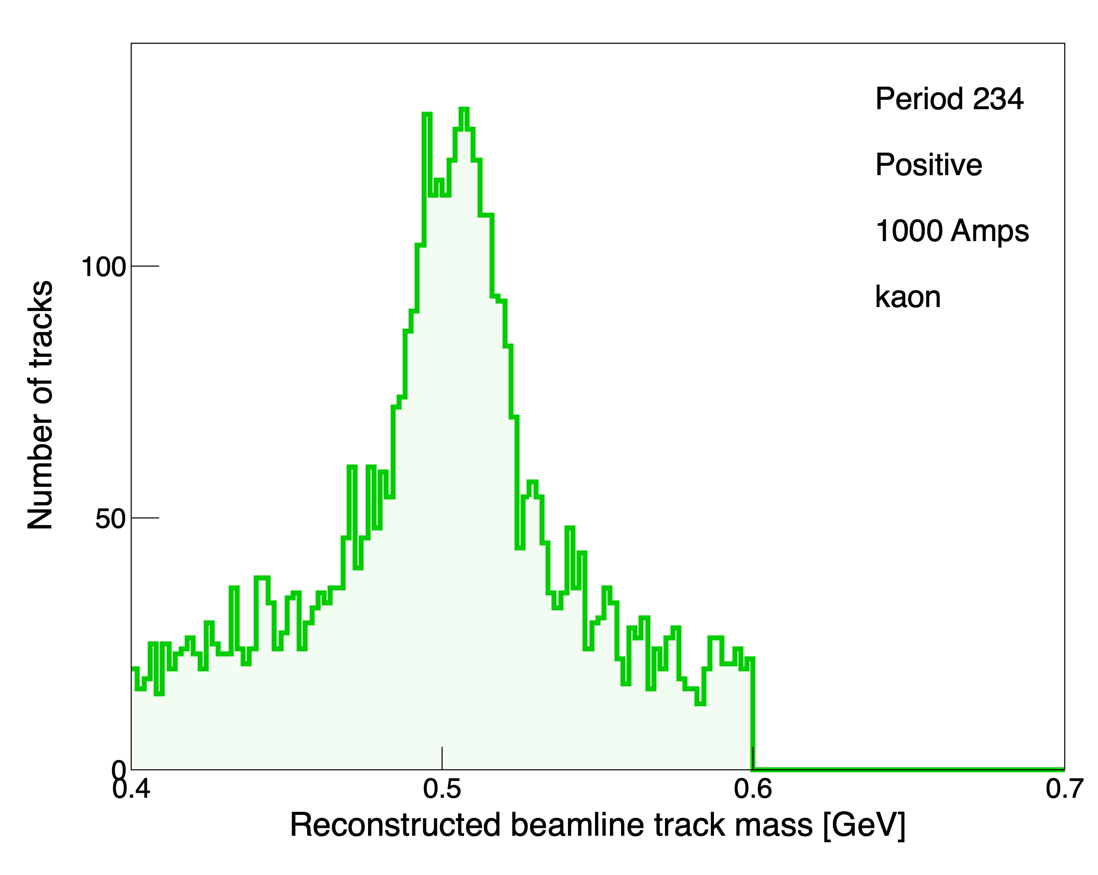 Period 234
Positive
1000 Amps
kaon
Number of tracks
100
50
0
0.4
0.5
0.6
0.7
Reconstructed beamline track mass [GeV]